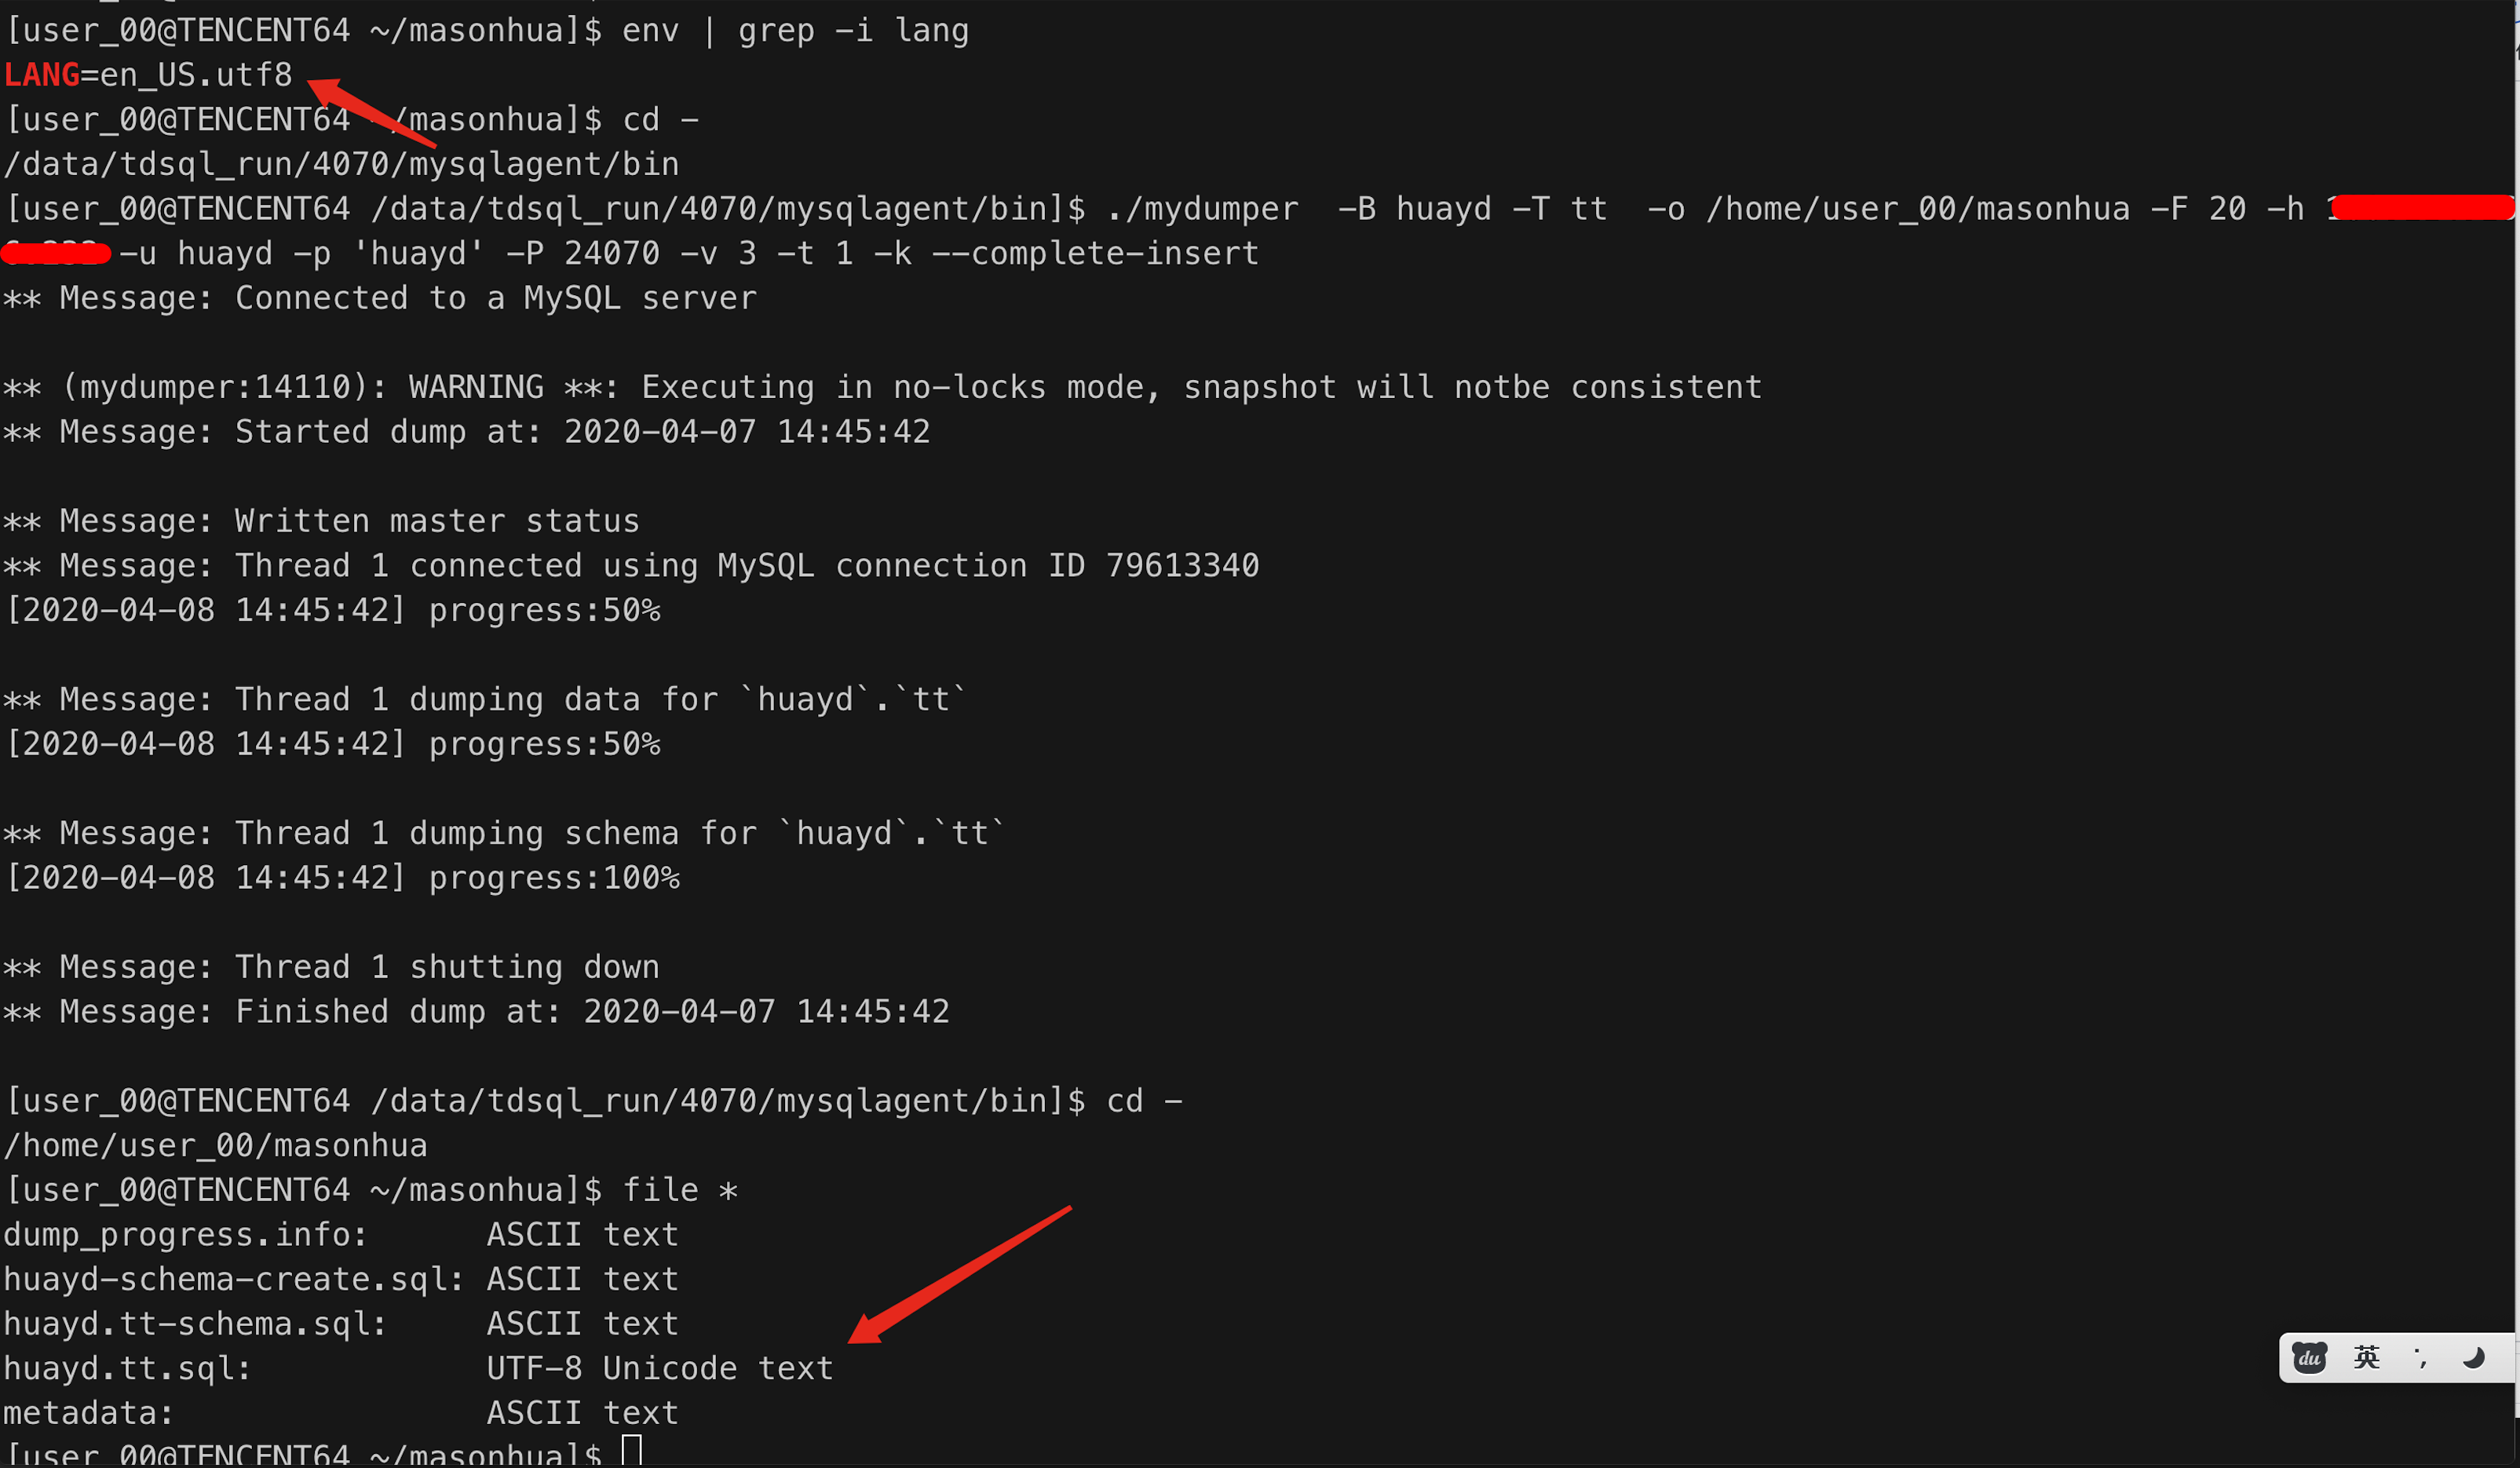 [user_00@TENCENT64 ~/masonhua]$ env | grep -i lang
LANG=en_US.utf8
[user_00@TENCENT64 ~/masonhua]$ cd -
/data/tdsql_run/4070/mysqlagent/bin
[user_00@TENCENT64 /data/tdsql_run/4070/mysqlagent/bin]$ ./mydumper  -B huayd -T tt  -o /home/user_00/masonhua -F 20 -h
-u huayd -p 'huayd' -P 24070 -v 3 -t 1 -k --complete-insert
** Message: Connected to a MySQL server
** (mydumper:14110): WARNING **: Executing in no-locks mode, snapshot will notbe consistent
** Message: Started dump at: 2020-04-07 14:45:42
** Message: Written master status
** Message: Thread 1 connected using MySQL connection ID 79613340
[2020-04-08 14:45:42] progress:50%
** Message: Thread 1 dumping data for `huayd`.`tt`
[2020-04-08 14:45:42] progress:50%
** Message: Thread 1 dumping schema for `huayd`.`tt`
[2020-04-08 14:45:42] progress:100%
** Message: Thread 1 shutting down
** Message: Finished dump at: 2020-04-07 14:45:42
[user_00@TENCENT64 /data/tdsql_run/4070/mysqlagent/bin]$ cd -
/home/user_00/masonhua
[user_00@TENCENT64 ~/masonhua]$ file *
dump_progress.info:      ASCII text
huayd-schema-create.sql: ASCII text
huayd.tt-schema.sql:     ASCII text
huayd.tt.sql:            UTF-8 Unicode text
metadata:                ASCII text
[user_00@TENCENT64 ~/masonhua]$
du 英